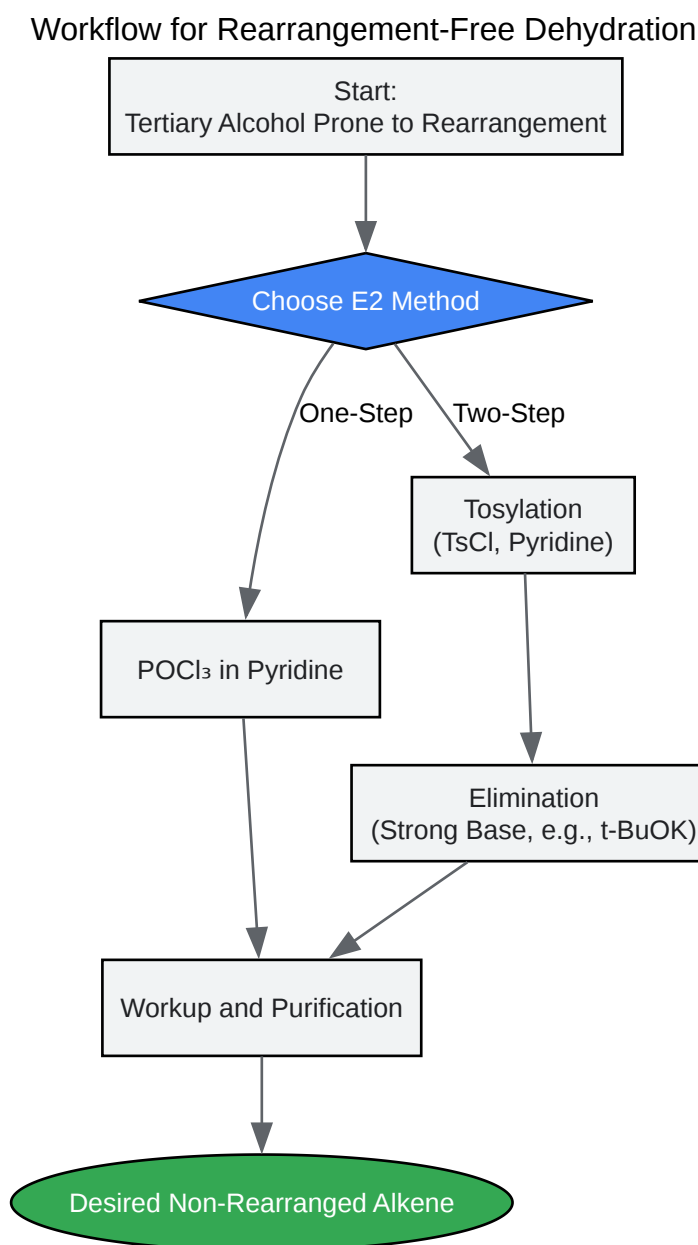 Workflow for Rearrangement-Free Dehydration
Start:
Tertiary Alcohol Prone to Rearrangement
Choose E2 Method
One-Step
Two-Step
Tosylation
(TsCl, Pyridine)
POCl₃ in Pyridine
Elimination
(Strong Base, e.g., t-BuOK)
Workup and Purification
Desired Non-Rearranged Alkene